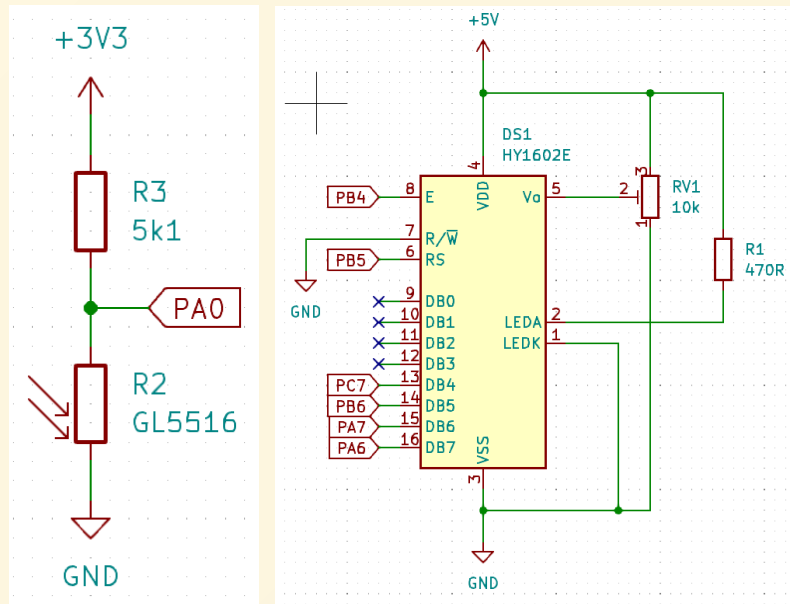 +3V3
R3
5k1
PA0
R2
GL5516
GND
+5V
DS1
HY1602E
4
VDD
PB4 8 E
Va 5
2
3
RV1
10k
1
7 R/W̅
PB5 6 RS
GND
R1
470R
9 DB0
10 DB1
11 DB2
12 DB3
PC7 13 DB4
PB6 14 DB5
PA7 15 DB6
PA6 16 DB7
LEDA 2
LEDK 1
VSS
3
GND